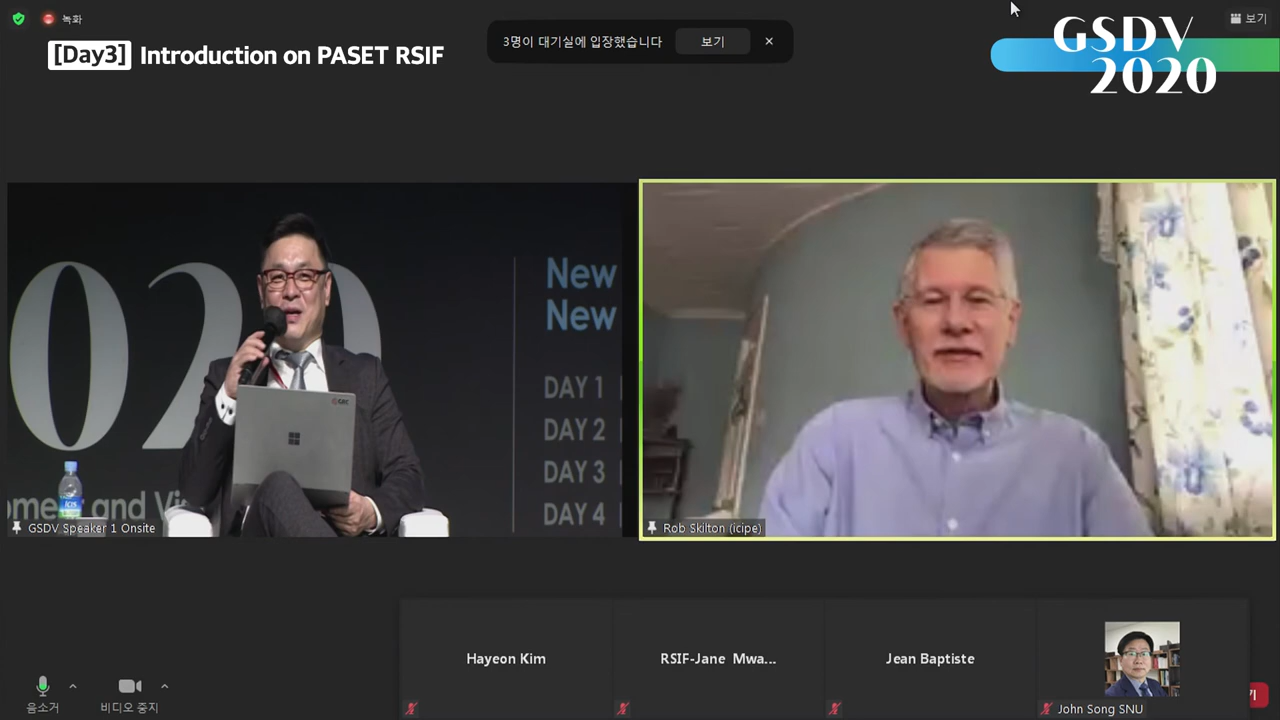 녹화
3명이 대기실에 입장했습니다
보기
×
보기
[Day3] Introduction on PASET RSIF
GSDV
2020
020
New
New
DAY 1
DAY 2
DAY 3
DAY 4
GSDV Speaker 1 Onsite
Rob Skilton (icipe)
Hayeon Kim
RSIF-Jane Mwa...
Jean Baptiste
John Song SNU
음소거
비디오 중지